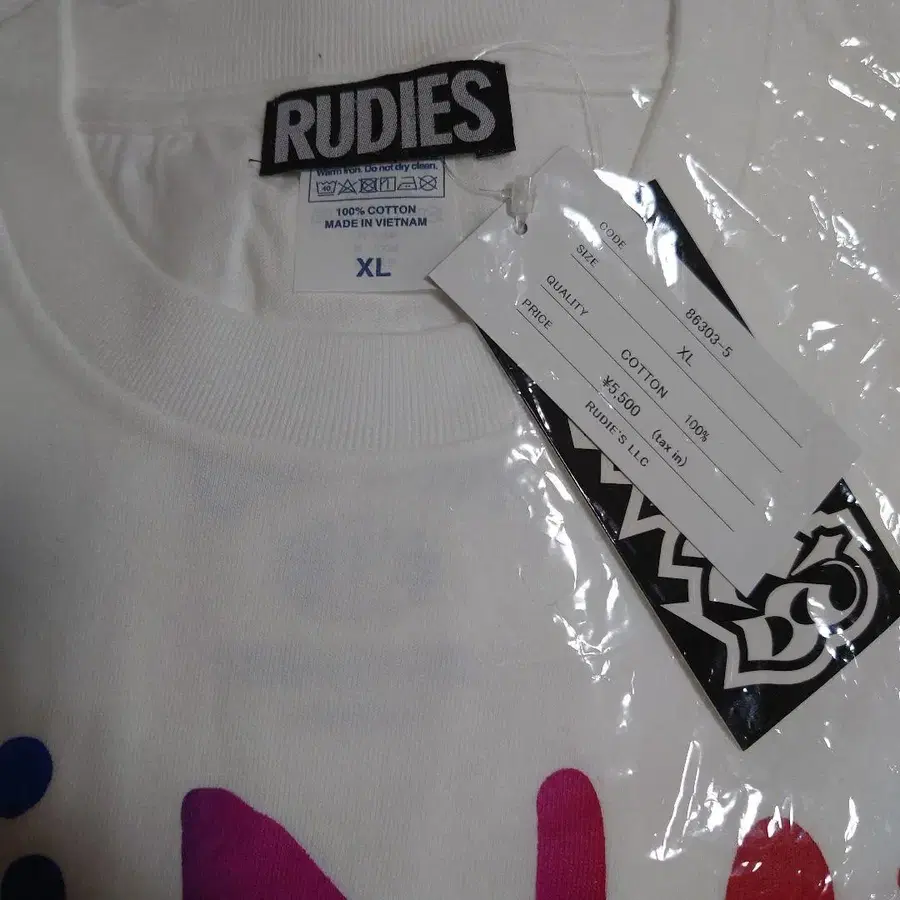 RUDIES
Warm iron. Do not dry clean.
40
100% COTTON
MADE IN VIETNAM
XL
CODE 86303-5
SIZE XL
QUALITY COTTON 100%
PRICE ¥5,500 (tax in)
RUDIE'S LLC